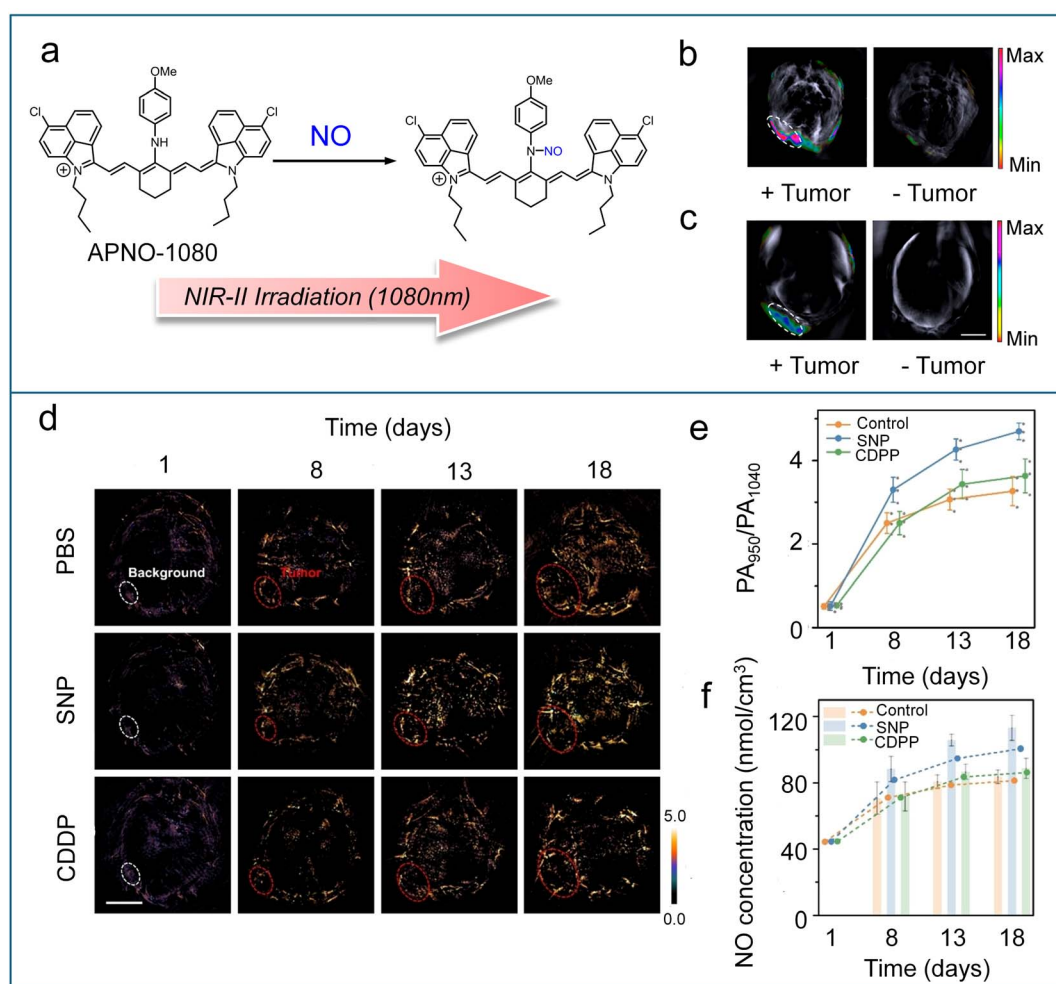 a
OMe
Cl
Cl
NH
N
⊕
N
APNO-1080
NO
OMe
Cl
Cl
N—NO
N
⊕
N
NIR-II Irradiation (1080nm)
b
Max
Min
+ Tumor
- Tumor
c
Max
Min
+ Tumor
- Tumor
d
Time (days)
1
8
13
18
PBS
Background
Tumor
SNP
CDDP
5.0
0.0
e
Control
SNP
CDPP
PA950/PA1040
4
2
0
1
8
13
18
Time (days)
f
Control
SNP
CDPP
NO concentration (nmol/cm³)
120
80
40
0
1
8
13
18
Time (days)